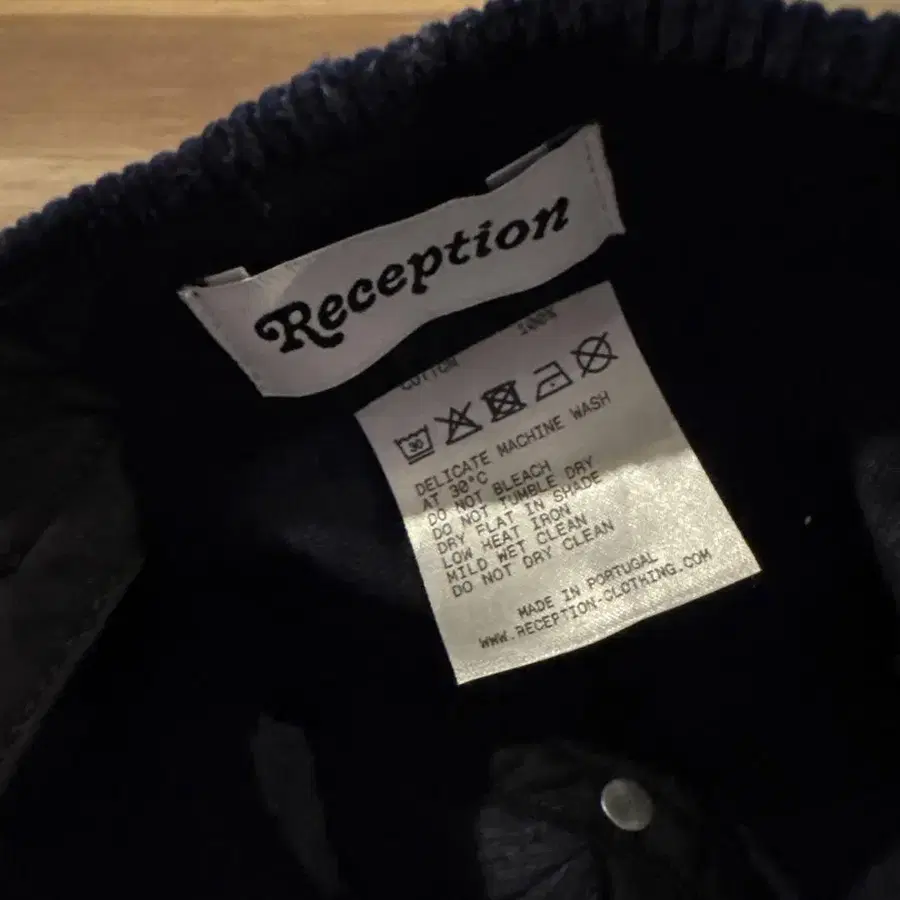 Reception
COTTON 100%
30
DELICATE MACHINE WASH
AT 30°C
DO NOT BLEACH
DO NOT TUMBLE DRY
DRY FLAT IN SHADE
LOW HEAT IRON
MILD WET CLEAN
DO NOT DRY CLEAN
MADE IN PORTUGAL
WWW.RECEPTION-CLOTHING.COM